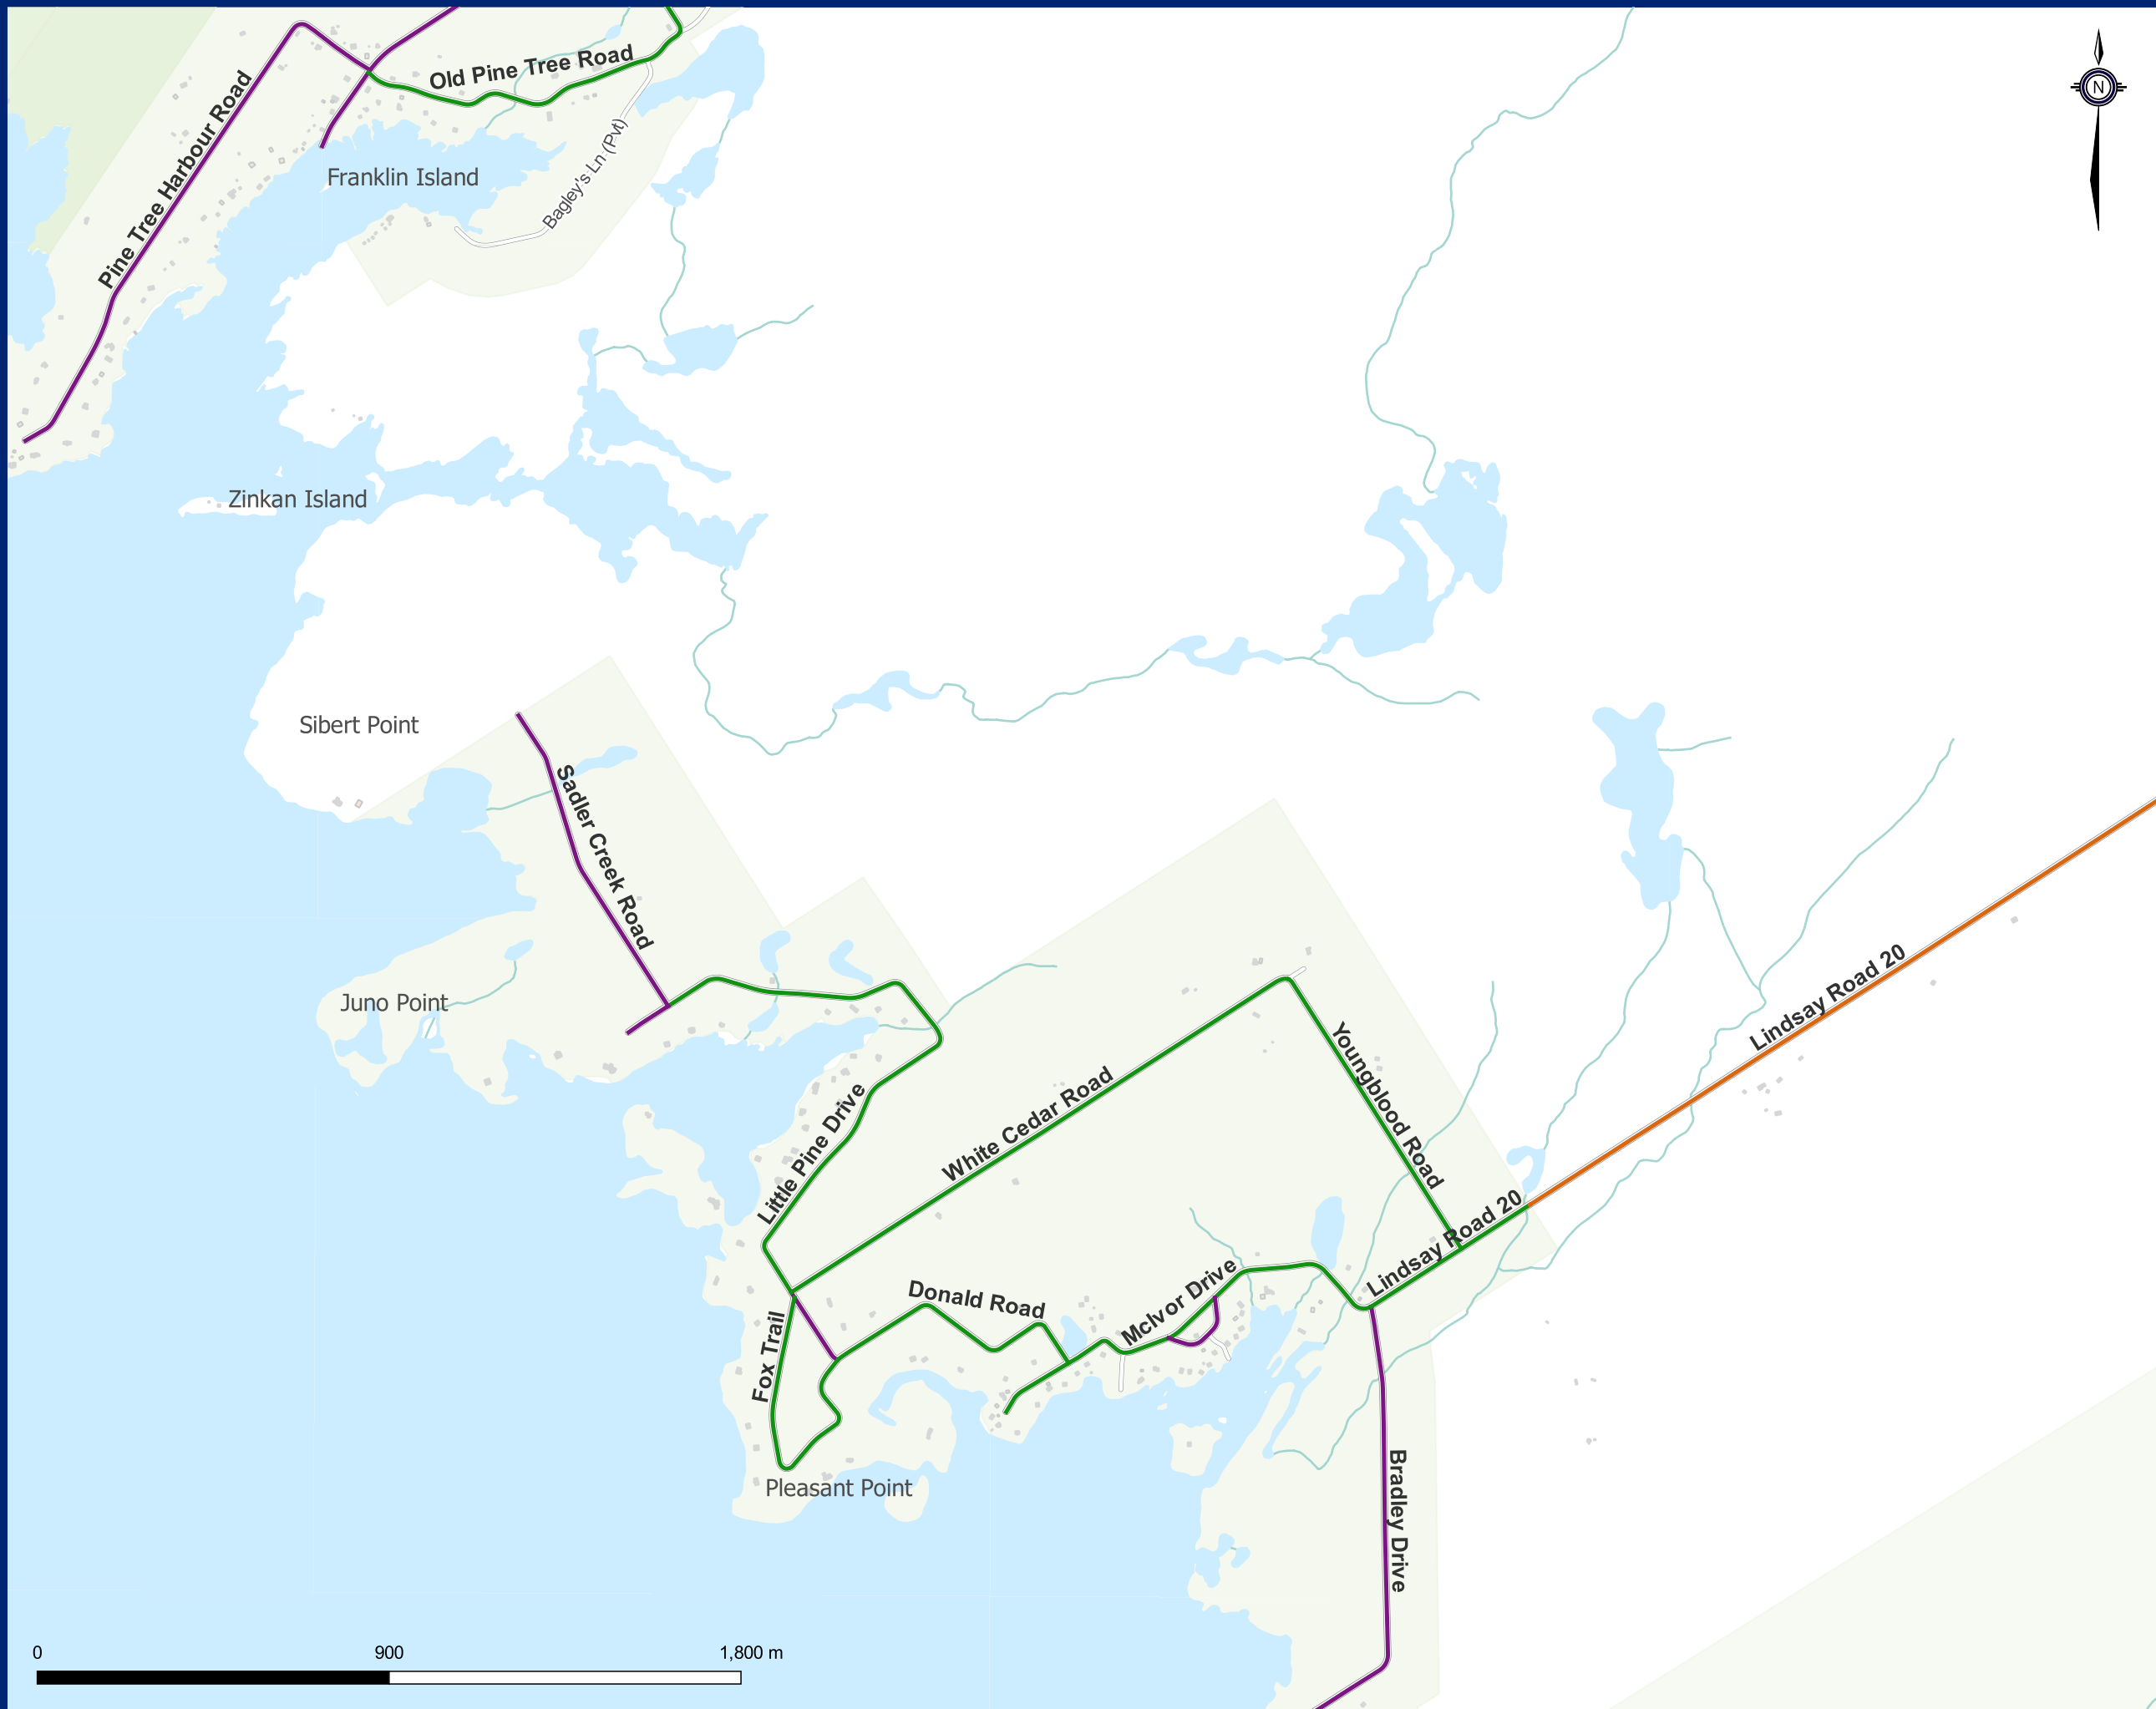 Old Pine Tree Road
N
Pine Tree Harbour Road
Bagley's Ln (Pvt)
Franklin Island
Zinkan Island
Sibert Point
Sadler Creek Road
Juno Point
Lindsay Road 20
Youngblood Road
White Cedar Road
Little Pine Drive
Lindsay Road 20
McIvor Drive
Donald Road
Fox Trail
Pleasant Point
Bradley Drive
0 900 1,800 m